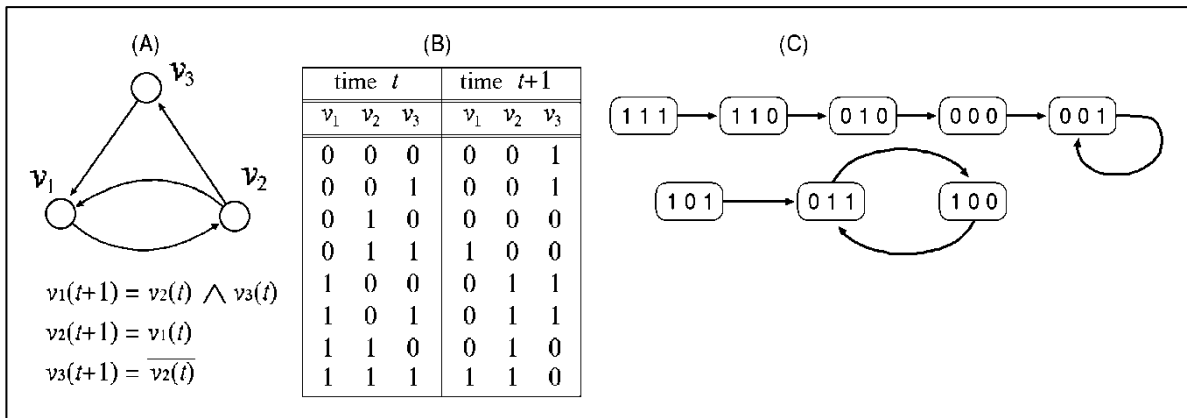 (A)
v3
v1
v2
v1(t+1) = v2(t) ∧ v3(t)
v2(t+1) = v1(t)
v3(t+1) = v̅2̅(̅t̅)̅
(B)
time t time t+1
v1 v2 v3 v1 v2 v3
0 0 0 0 0 1
0 0 1 0 0 1
0 1 0 0 0 0
0 1 1 1 0 0
1 0 0 0 1 1
1 0 1 0 1 1
1 1 0 0 1 0
1 1 1 1 1 0
(C)
1 1 1 1 1 0 0 1 0 0 0 0 0 0 1
1 0 1 0 1 1 1 0 0